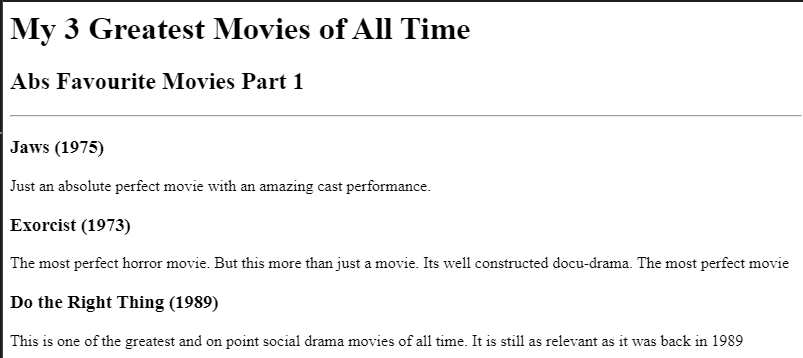 My 3 Greatest Movies of All Time
Abs Favourite Movies Part 1
Jaws (1975)
Just an absolute perfect movie with an amazing cast performance.
Exorcist (1973)
The most perfect horror movie. But this more than just a movie. Its well constructed docu-drama. The most perfect movie
Do the Right Thing (1989)
This is one of the greatest and on point social drama movies of all time. It is still as relevant as it was back in 1989